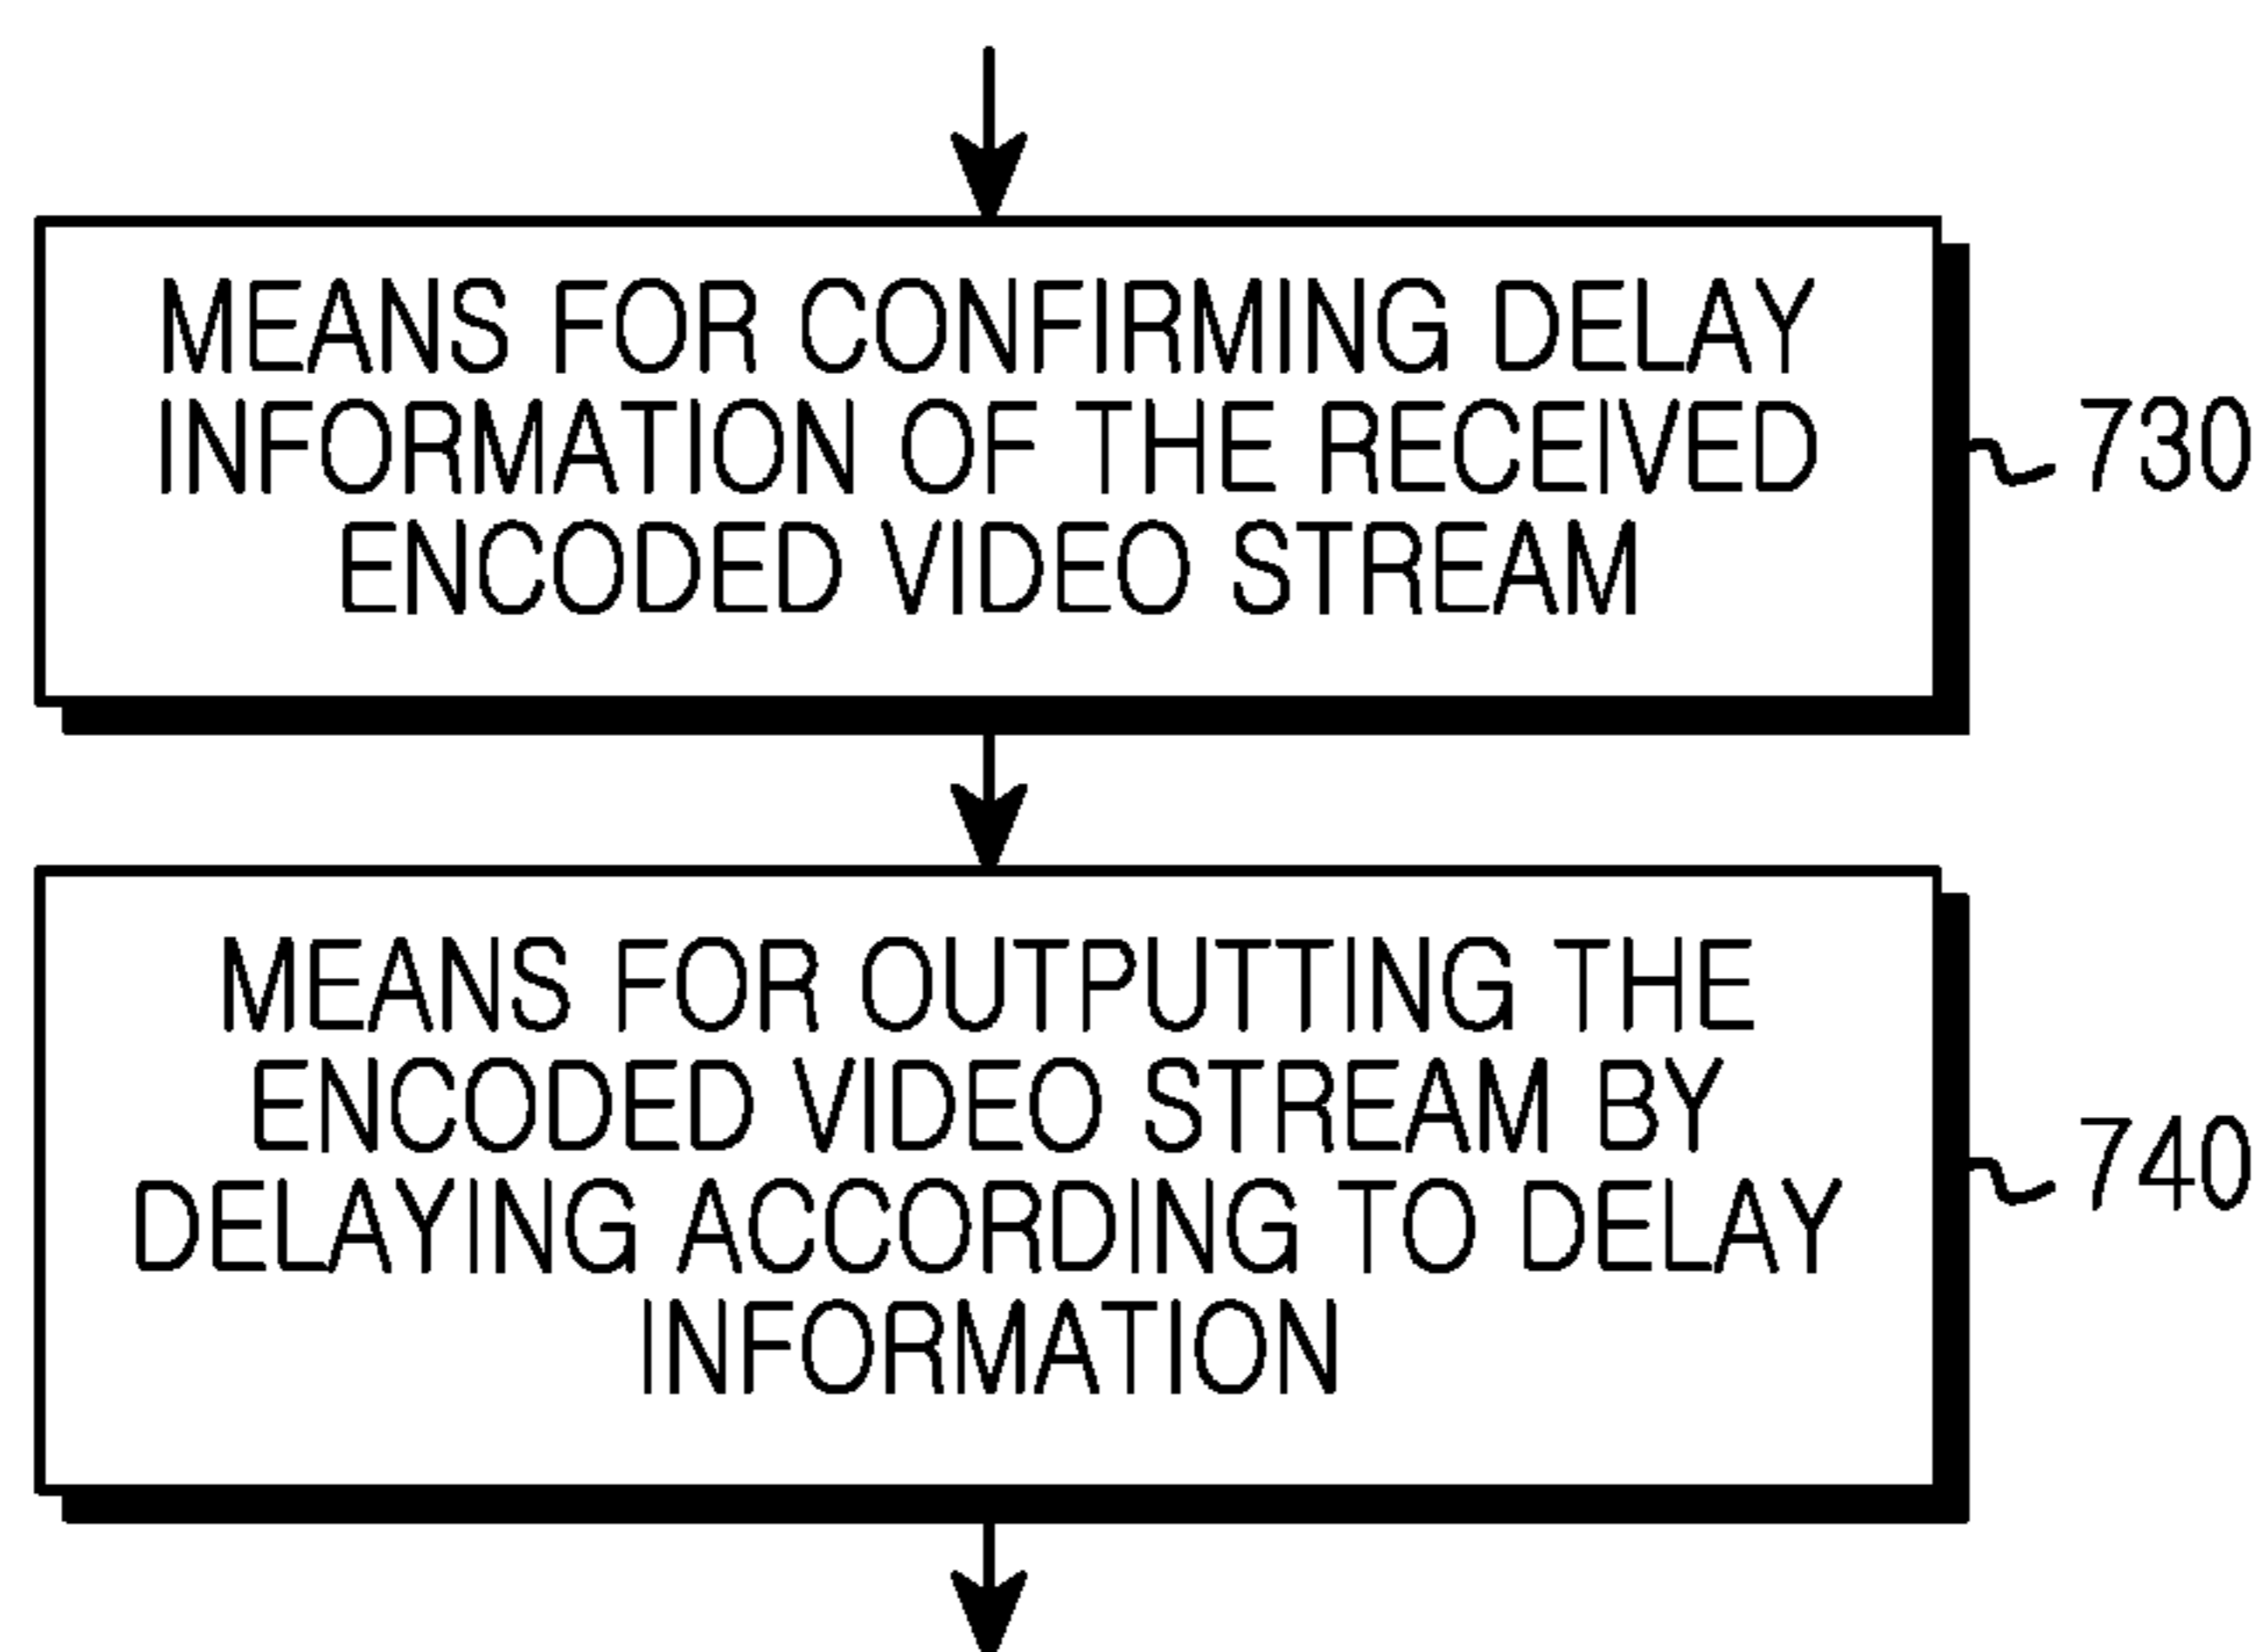 MEANS FOR CONFIRMING DELAY
INFORMATION OF THE RECEIVED
ENCODED VIDEO STREAM
730
MEANS FOR OUTPUTTING THE
ENCODED VIDEO STREAM BY
DELAYING ACCORDING TO DELAY
INFORMATION
740